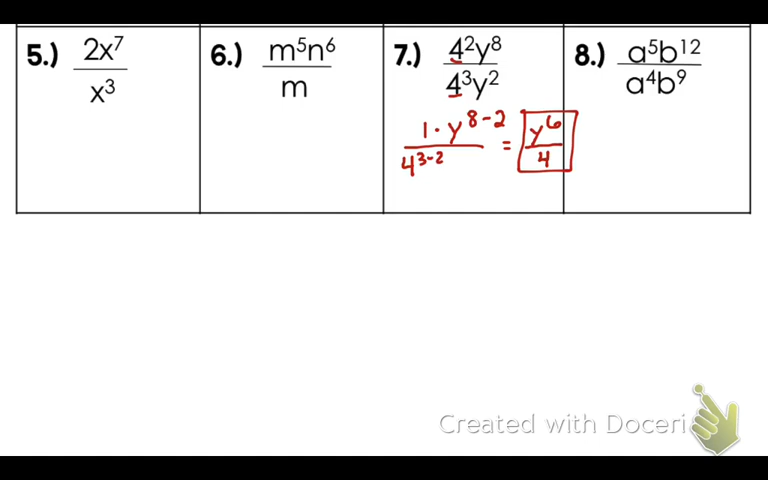 5.) 2x⁷/x³
6.) m⁵n⁶/m
7.) 4²y⁸/4³y²
1 · y⁸⁻²/4³⁻² = y⁶/4
8.) a⁵b¹²/a⁴b⁹
Created with Doceri